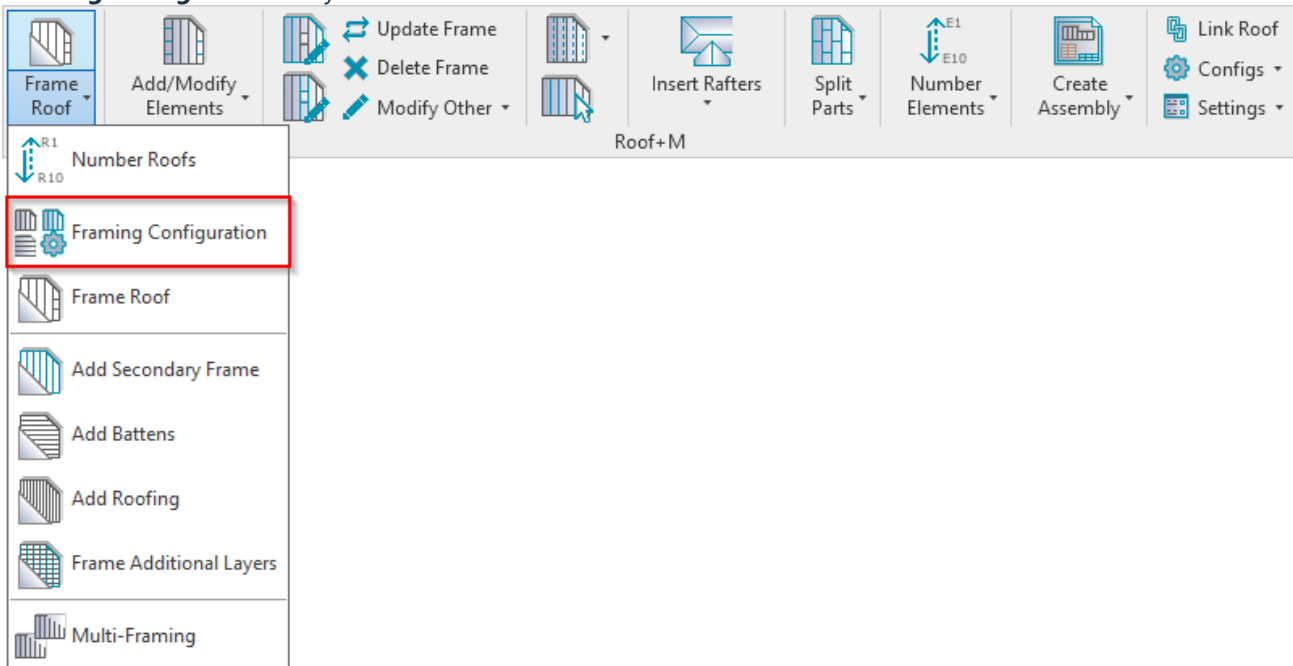 Update Frame
Delete Frame
Modify Other
Frame
Roof
Add/Modify
Elements
Insert Rafters
Split
Parts
E1
E10
Number
Elements
Create
Assembly
Link Roof
Configs
Settings
Roof+M
R1
R10
Number Roofs
Framing Configuration
Frame Roof
Add Secondary Frame
Add Battens
Add Roofing
Frame Additional Layers
Multi-Framing